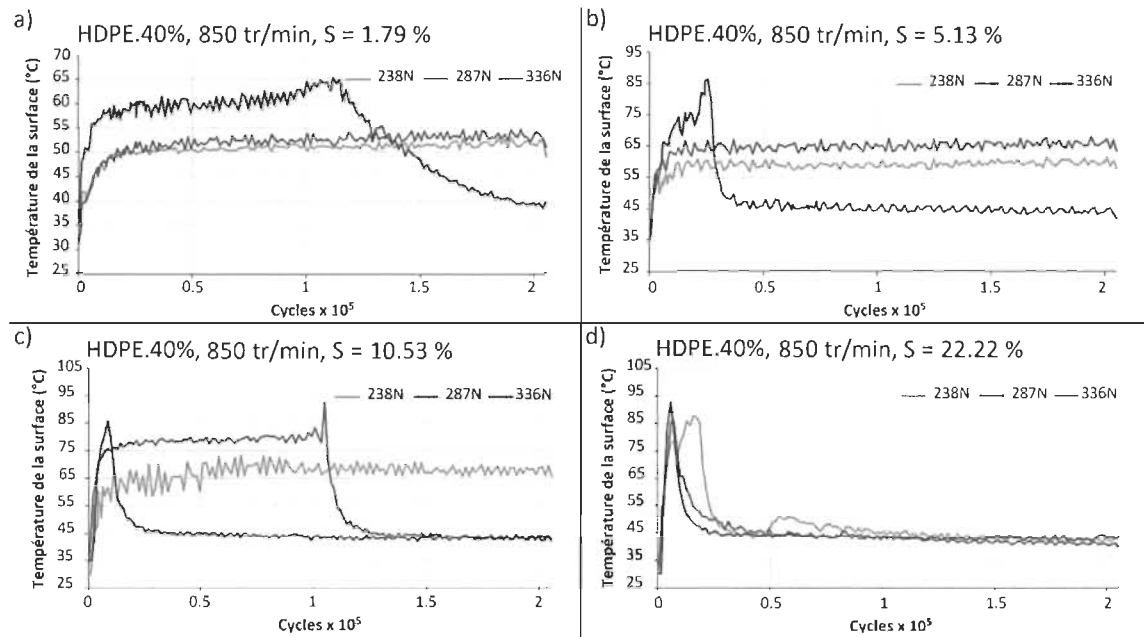 a)
HDPE.40%, 850 tr/min, S = 1.79 %
Température de la surface (°C)
70
65
60
55
50
45
40
35
30
25
238N 287N 336N
0 0.5 1 1.5 2
Cycles x 10⁵
b)
HDPE.40%, 850 tr/min, S = 5.13 %
Température de la surface (°C)
105
95
85
75
65
55
45
35
25
238N 287N 336N
0 0.5 1 1.5 2
Cycles x 10⁵
c)
HDPE.40%, 850 tr/min, S = 10.53 %
Température de la surface (°C)
105
95
85
75
65
55
45
35
25
238N 287N 336N
0 0.5 1 1.5 2
Cycles x 10⁵
d)
HDPE.40%, 850 tr/min, S = 22.22 %
Température de la surface (°C)
105
95
85
75
65
55
45
35
25
238N 287N 336N
0 0.5 1 1.5 2
Cycles x 10⁵